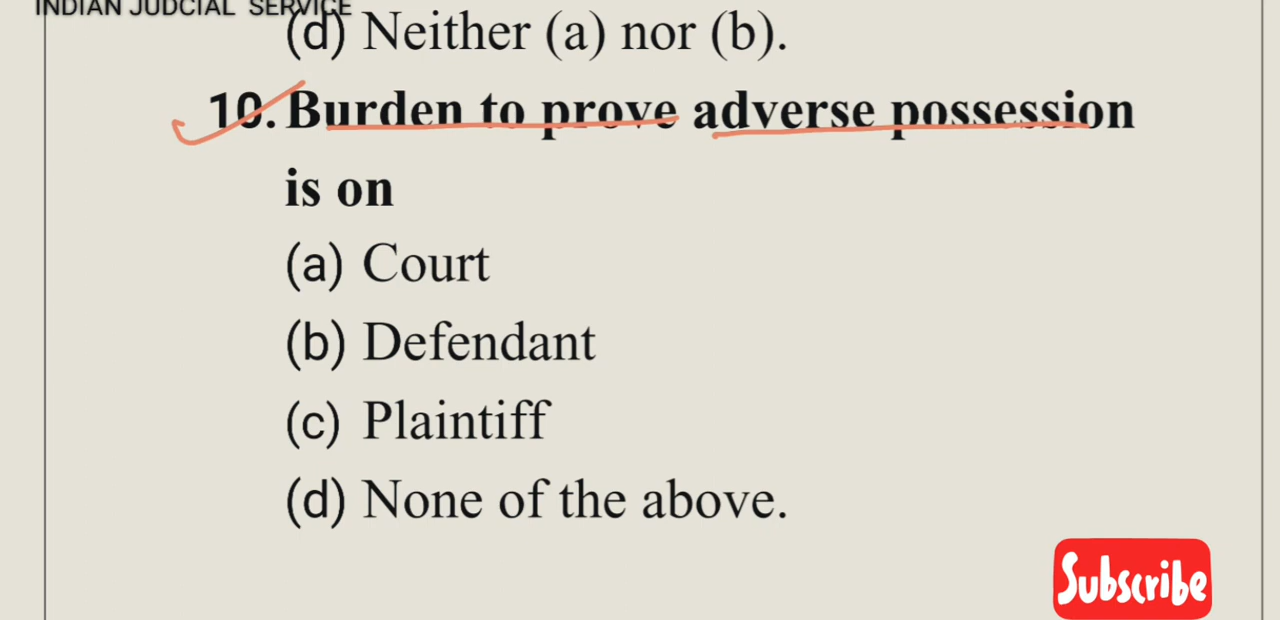 INDIAN JUDCIAL SERVICE
(d) Neither (a) nor (b).
10. Burden to prove adverse possession
is on
(a) Court
(b) Defendant
(c) Plaintiff
(d) None of the above.
Subscribe